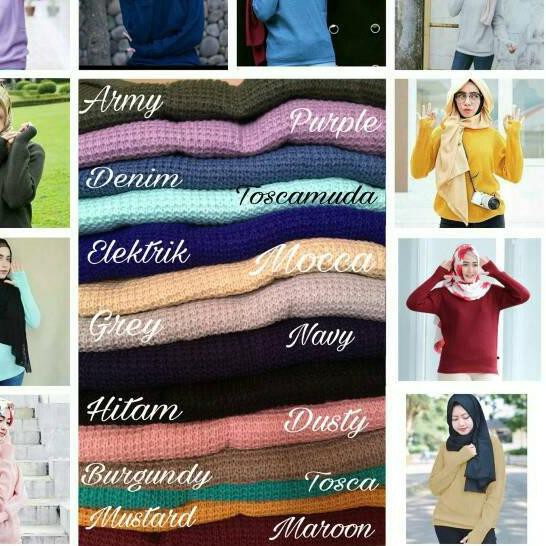 Army
Purple
Denim
Toscamuda
Elektrik
Mocca
Grey
Navy
Hitam
Dusty
Burgundy
Tosca
Mustard
Maroon